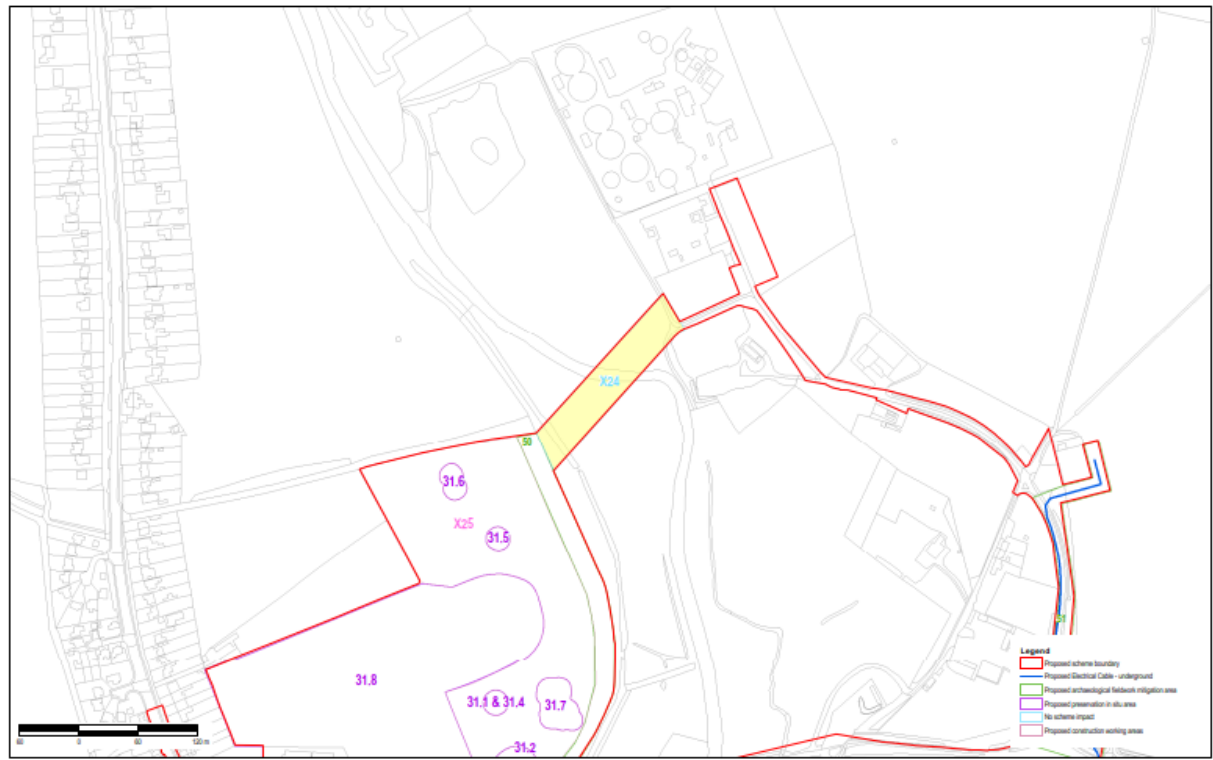 X24
50
31.6
X25
31.5
31.8
31.1 & 31.4
31.7
31.2
51
60 0 60 120 m
Legend
Proposed scheme boundary
Proposed Electrical Cable - underground
Proposed archaeological fieldwork mitigation area
Proposed preservation in situ area
No scheme impact
Proposed construction working areas